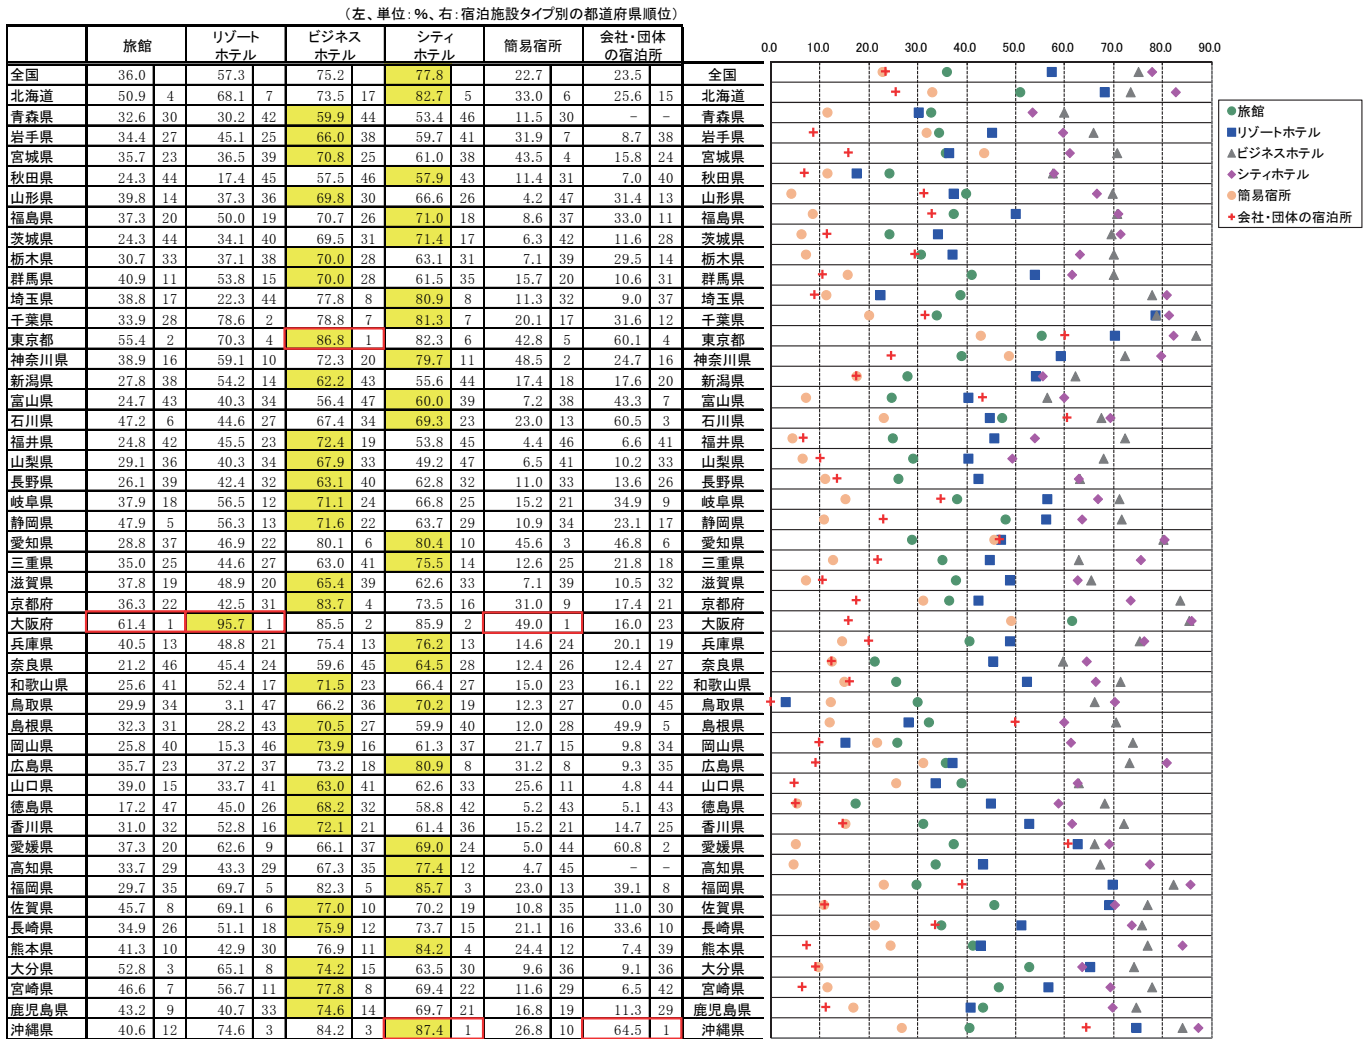 (左、単位:%、右:宿泊施設タイプ別の都道府県順位)
旅館 リゾートホテル ビジネスホテル シティホテル 簡易宿所 会社・団体の宿泊所
0.0 10.0 20.0 30.0 40.0 50.0 60.0 70.0 80.0 90.0
全国 36.0 57.3 75.2 77.8 22.7 23.5 全国
北海道 50.9 4 68.1 7 73.5 17 82.7 5 33.0 6 25.6 15 北海道
青森県 32.6 30 30.2 42 59.9 44 53.4 46 11.5 30 − − 青森県
岩手県 34.4 27 45.1 25 66.0 38 59.7 41 31.9 7 8.7 38 岩手県
宮城県 35.7 23 36.5 39 70.8 25 61.0 38 43.5 4 15.8 24 宮城県
秋田県 24.3 44 17.4 45 57.5 46 57.9 43 11.4 31 7.0 40 秋田県
山形県 39.8 14 37.3 36 69.8 30 66.6 26 4.2 47 31.4 13 山形県
福島県 37.3 20 50.0 19 70.7 26 71.0 18 8.6 37 33.0 11 福島県
茨城県 24.3 44 34.1 40 69.5 31 71.4 17 6.3 42 11.6 28 茨城県
栃木県 30.7 33 37.1 38 70.0 28 63.1 31 7.1 39 29.5 14 栃木県
群馬県 40.9 11 53.8 15 70.0 28 61.5 35 15.7 20 10.6 31 群馬県
埼玉県 38.8 17 22.3 44 77.8 8 80.9 8 11.3 32 9.0 37 埼玉県
千葉県 33.9 28 78.6 2 78.8 7 81.3 7 20.1 17 31.6 12 千葉県
東京都 55.4 2 70.3 4 86.8 1 82.3 6 42.8 5 60.1 4 東京都
神奈川県 38.9 16 59.1 10 72.3 20 79.7 11 48.5 2 24.7 16 神奈川県
新潟県 27.8 38 54.2 14 62.2 43 55.6 44 17.4 18 17.6 20 新潟県
富山県 24.7 43 40.3 34 56.4 47 60.0 39 7.2 38 43.3 7 富山県
石川県 47.2 6 44.6 27 67.4 34 69.3 23 23.0 13 60.5 3 石川県
福井県 24.8 42 45.5 23 72.4 19 53.8 45 4.4 46 6.6 41 福井県
山梨県 29.1 36 40.3 34 67.9 33 49.2 47 6.5 41 10.2 33 山梨県
長野県 26.1 39 42.4 32 63.1 40 62.8 32 11.0 33 13.6 26 長野県
岐阜県 37.9 18 56.5 12 71.1 24 66.8 25 15.2 21 34.9 9 岐阜県
静岡県 47.9 5 56.3 13 71.6 22 63.7 29 10.9 34 23.1 17 静岡県
愛知県 28.8 37 46.9 22 80.1 6 80.4 10 45.6 3 46.8 6 愛知県
三重県 35.0 25 44.6 27 63.0 41 75.5 14 12.6 25 21.8 18 三重県
滋賀県 37.8 19 48.9 20 65.4 39 62.6 33 7.1 39 10.5 32 滋賀県
京都府 36.3 22 42.5 31 83.7 4 73.5 16 31.0 9 17.4 21 京都府
大阪府 61.4 1 95.7 1 85.5 2 85.9 2 49.0 1 16.0 23 大阪府
兵庫県 40.5 13 48.8 21 75.4 13 76.2 13 14.6 24 20.1 19 兵庫県
奈良県 21.2 46 45.4 24 59.6 45 64.5 28 12.4 26 12.4 27 奈良県
和歌山県 25.6 41 52.4 17 71.5 23 66.4 27 15.0 23 16.1 22 和歌山県
鳥取県 29.9 34 3.1 47 66.2 36 70.2 19 12.3 27 0.0 45 鳥取県
島根県 32.3 31 28.2 43 70.5 27 59.9 40 12.0 28 49.9 5 島根県
岡山県 25.8 40 15.3 46 73.9 16 61.3 37 21.7 15 9.8 34 岡山県
広島県 35.7 23 37.2 37 73.2 18 80.9 8 31.2 8 9.3 35 広島県
山口県 39.0 15 33.7 41 63.0 41 62.6 33 25.6 11 4.8 44 山口県
徳島県 17.2 47 45.0 26 68.2 32 58.8 42 5.2 43 5.1 43 徳島県
香川県 31.0 32 52.8 16 72.1 21 61.4 36 15.2 21 14.7 25 香川県
愛媛県 37.3 20 62.6 9 66.1 37 69.0 24 5.0 44 60.8 2 愛媛県
高知県 33.7 29 43.3 29 67.3 35 77.4 12 4.7 45 − − 高知県
福岡県 29.7 35 69.7 5 82.3 5 85.7 3 23.0 13 39.1 8 福岡県
佐賀県 45.7 8 69.1 6 77.0 10 70.2 19 10.8 35 11.0 30 佐賀県
長崎県 34.9 26 51.1 18 75.9 12 73.7 15 21.1 16 33.6 10 長崎県
熊本県 41.3 10 42.9 30 76.9 11 84.2 4 24.4 12 7.4 39 熊本県
大分県 52.8 3 65.1 8 74.2 15 63.5 30 9.6 36 9.1 36 大分県
宮崎県 46.6 7 56.7 11 77.8 8 69.4 22 11.6 29 6.5 42 宮崎県
鹿児島県 43.2 9 40.7 33 74.6 14 69.7 21 16.8 19 11.3 29 鹿児島県
沖縄県 40.6 12 74.6 3 84.2 3 87.4 1 26.8 10 64.5 1 沖縄県
旅館
リゾートホテル
ビジネスホテル
シティホテル
簡易宿所
会社・団体の宿泊所